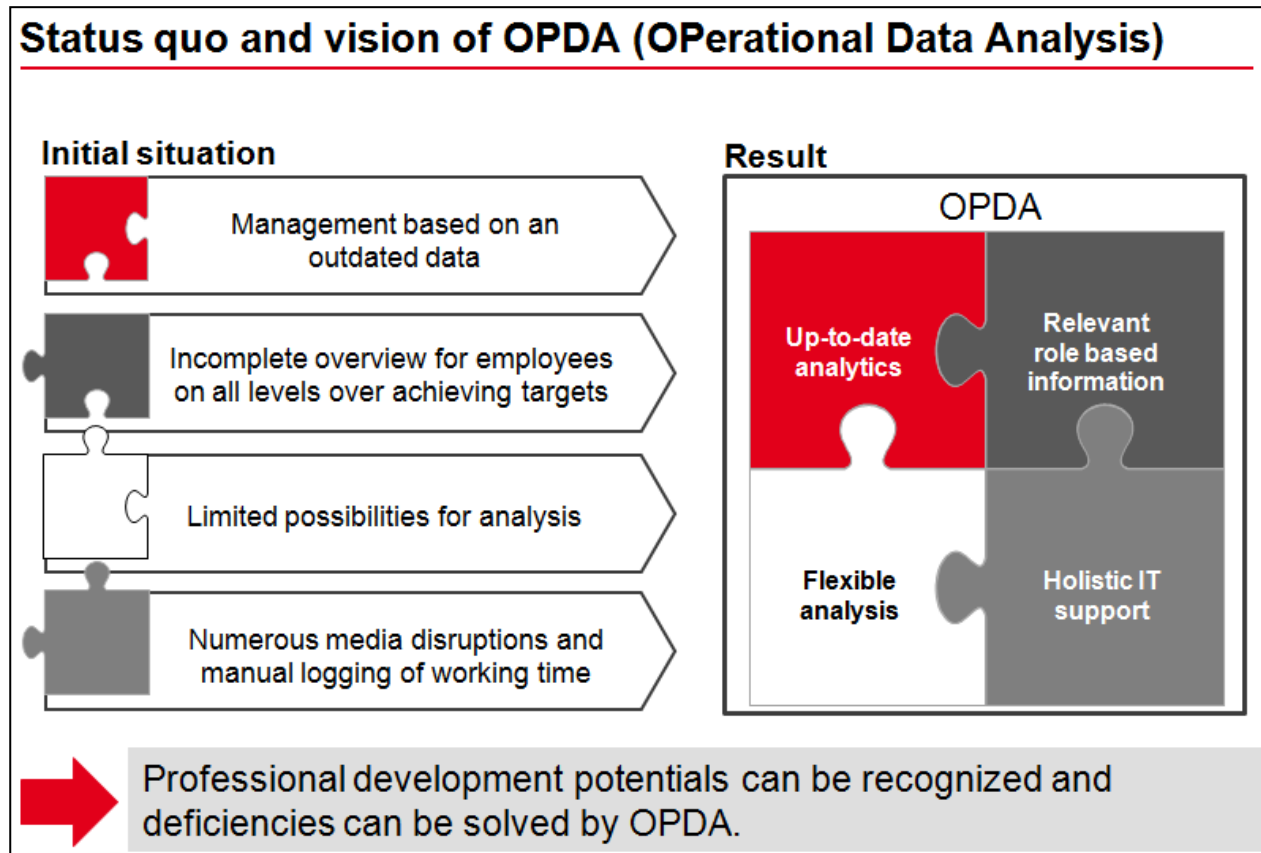 Status quo and vision of OPDA (OPerational Data Analysis)
Initial situation
Management based on an
outdated data
Incomplete overview for employees
on all levels over achieving targets
Limited possibilities for analysis
Numerous media disruptions and
manual logging of working time
Result
OPDA
Up-to-date
analytics
Relevant
role based
information
Flexible
analysis
Holistic IT
support
Professional development potentials can be recognized and
deficiencies can be solved by OPDA.